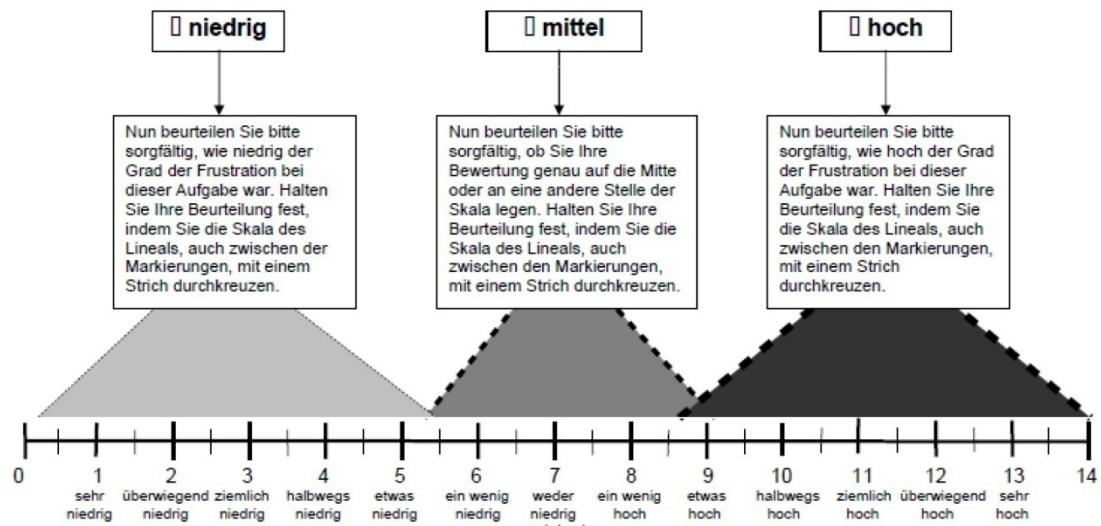 niedrig
mittel
hoch
Nun beurteilen Sie bitte
sorgfältig, wie niedrig der
Grad der Frustration bei
dieser Aufgabe war. Halten
Sie Ihre Beurteilung fest,
indem Sie die Skala des
Lineals, auch zwischen der
Markierungen, mit einem
Strich durchkreuzen.
Nun beurteilen Sie bitte
sorgfältig, ob Sie Ihre
Bewertung genau auf die Mitte
oder an eine andere Stelle der
Skala legen. Halten Sie Ihre
Beurteilung fest, indem Sie die
Skala des Lineals, auch
zwischen den Markierungen,
mit einem Strich durchkreuzen.
Nun beurteilen Sie bitte
sorgfältig, wie hoch der Grad
der Frustration bei dieser
Aufgabe war. Halten Sie Ihre
Beurteilung fest, indem Sie
die Skala des Lineals, auch
zwischen den Markierungen,
mit einem Strich
durchkreuzen.
0 1 2 3 4 5 6 7 8 9 10 11 12 13 14
sehr überwiegend ziemlich halbwegs etwas ein wenig weder ein wenig etwas halbwegs ziemlich überwiegend sehr
niedrig niedrig niedrig niedrig niedrig niedrig niedrig hoch hoch hoch hoch hoch hoch